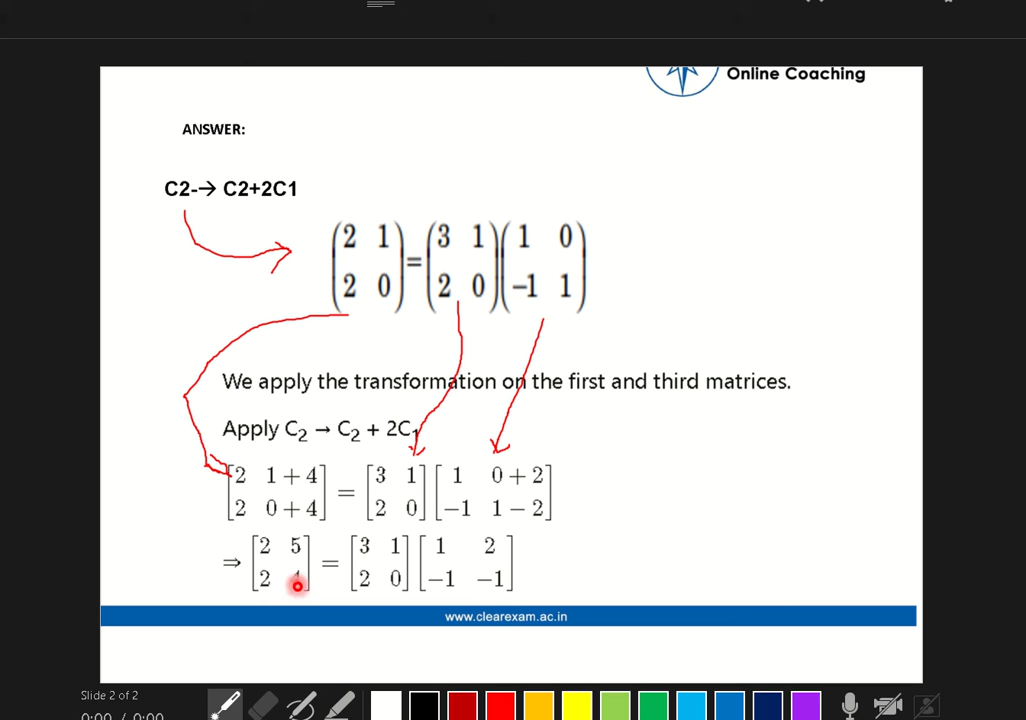 Online Coaching
ANSWER:
C2-→ C2+2C1
(2 1) = (3 1) (1 0)
(2 0) (2 0) (−1 1)
We apply the transformation on the first and third matrices.
Apply C₂ → C₂ + 2C₁
[2 1 + 4] = [3 1] [1 0 + 2]
[2 0 + 4] [2 0] [−1 1 − 2]
⇒ [2 5] = [3 1] [1 2]
[2 ] [2 0] [−1 −1]
www.clearexam.ac.in
Slide 2 of 2
0:00 / 0:00